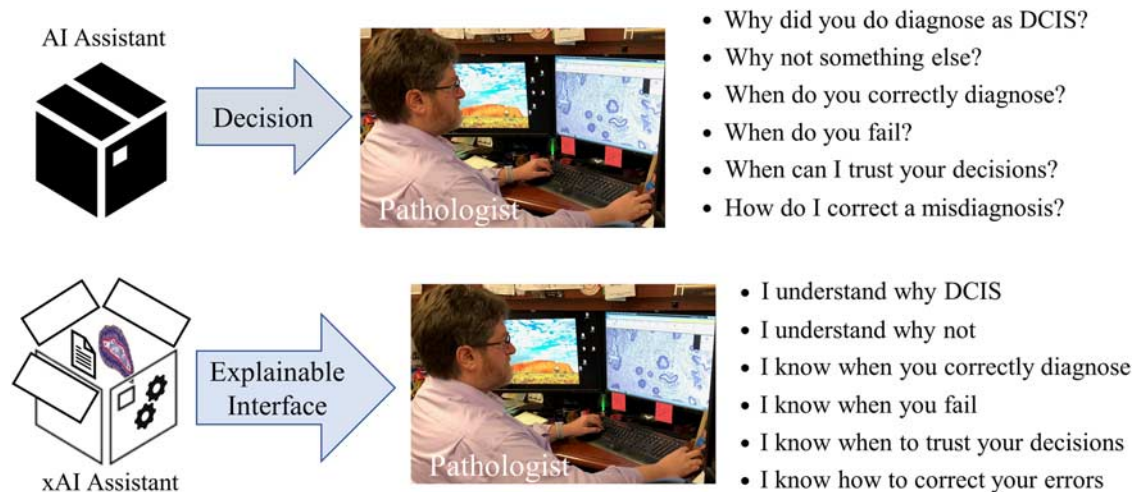 AI Assistant
Decision
Pathologist
• Why did you do diagnose as DCIS?
• Why not something else?
• When do you correctly diagnose?
• When do you fail?
• When can I trust your decisions?
• How do I correct a misdiagnosis?
xAI Assistant
Explainable
Interface
Pathologist
• I understand why DCIS
• I understand why not
• I know when you correctly diagnose
• I know when you fail
• I know when to trust your decisions
• I know how to correct your errors